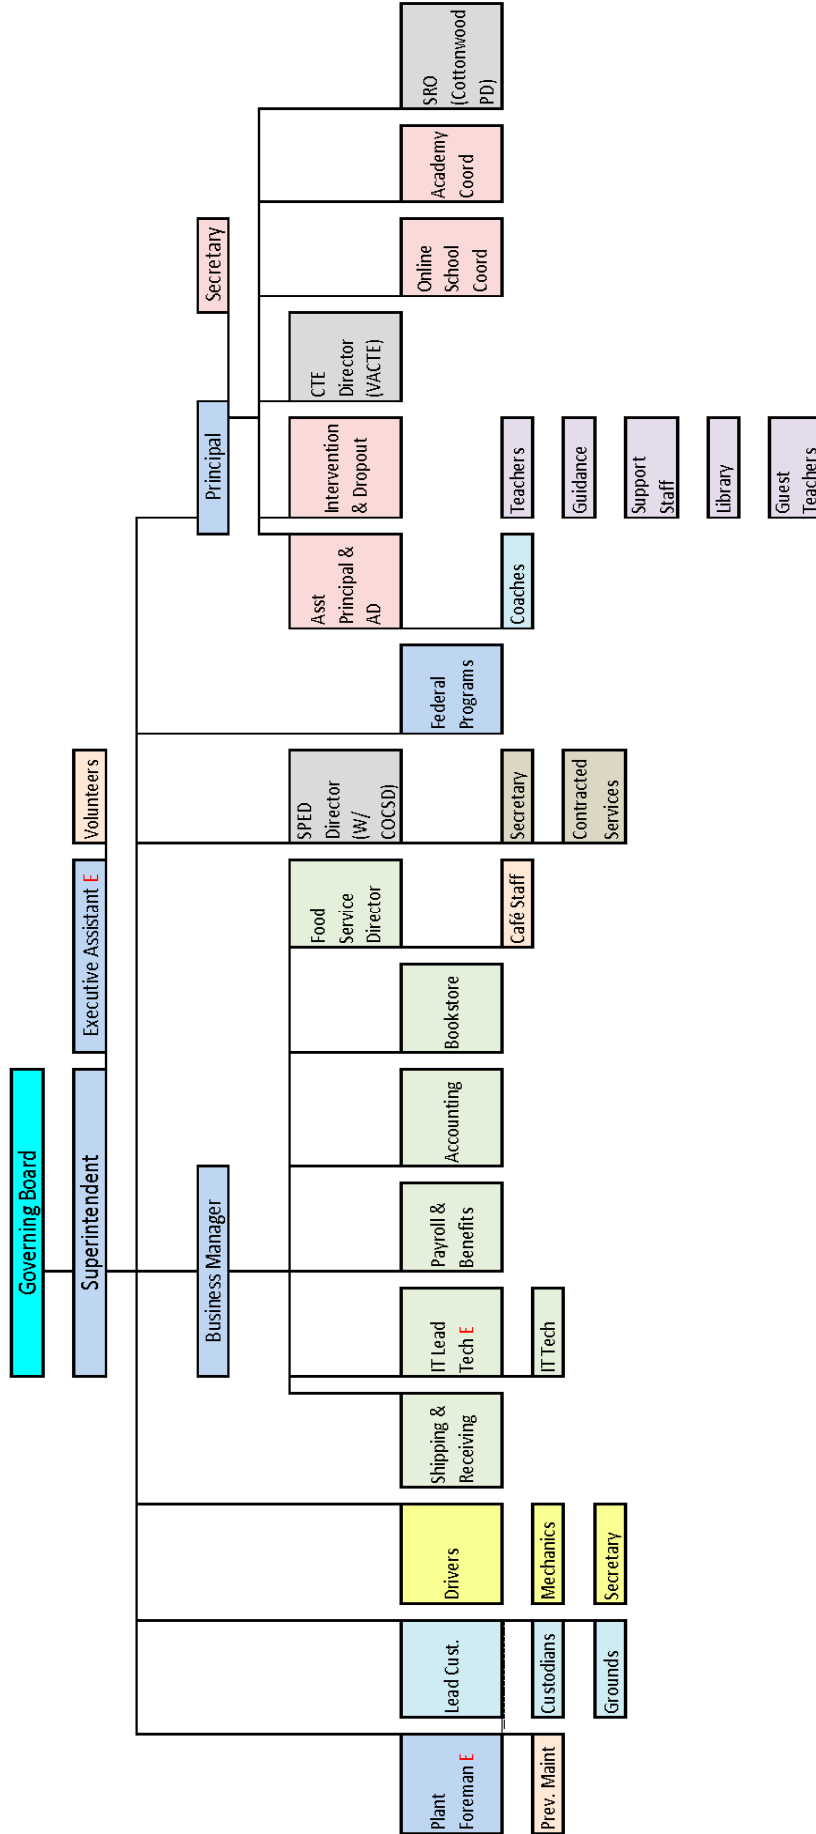 Governing Board
Superintendent
Executive Assistant E
Volunteers
Business Manager
Principal
Secretary
Food
Service
Director
SPED
Director
(W/
COCSD)
Asst
Principal &
AD
Intervention
& Dropout
CTE
Director
(VACTE)
Plant
Foreman E
Lead Cust.
Drivers
Shipping &
Receiving
IT Lead
Tech E
Payroll &
Benefits
Accounting
Bookstore
Federal
Programs
Online
School
Coord
Academy
Coord
SRO
(Cottonwood
PD)
Prev. Maint
Custodians
Mechanics
IT Tech
Café Staff
Secretary
Coaches
Teachers
Grounds
Secretary
Contracted
Services
Guidance
Support
Staff
Library
Guest
Teachers